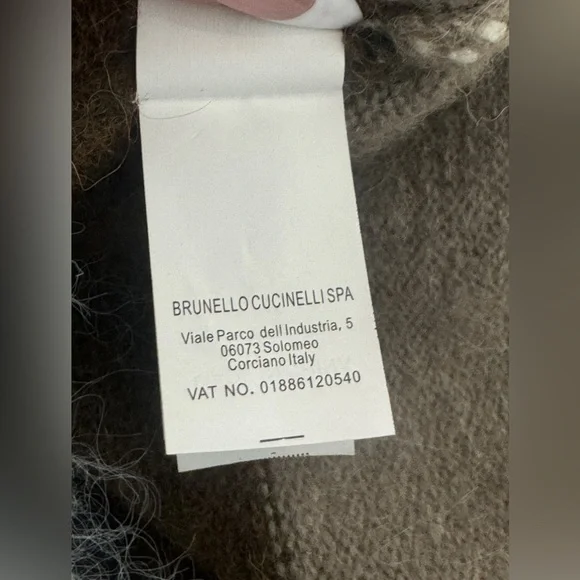 BRUNELLO CUCINELLI SPA
Viale Parco dell Industria, 5
06073 Solomeo
Corciano Italy
VAT NO. 01886120540